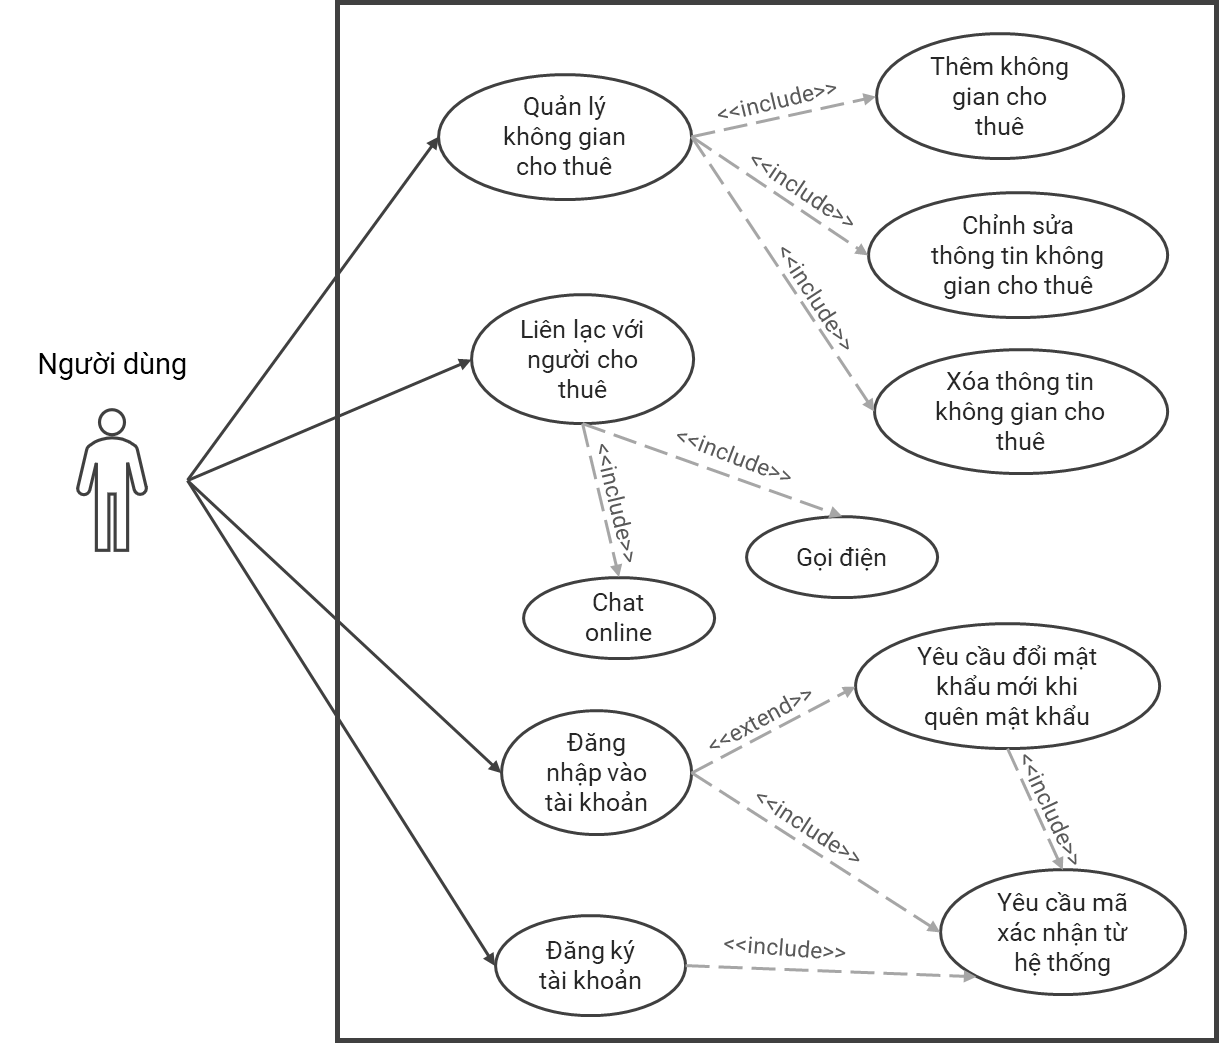 Người dùng
Quản lý
không gian
cho thuê
<<include>>
Thêm không
gian cho
thuê
<<include>>
Chỉnh sửa
thông tin không
gian cho thuê
<<include>>
Xóa thông tin
không gian cho
thuê
Liên lạc với
người cho
thuê
<<include>>
<<include>>
Gọi điện
Chat
online
Đăng
nhập vào
tài khoản
<<extend>>
Yêu cầu đổi mật
khẩu mới khi
quên mật khẩu
<<include>>
<<include>>
Yêu cầu mã
xác nhận từ
hệ thống
Đăng ký
tài khoản
<<include>>